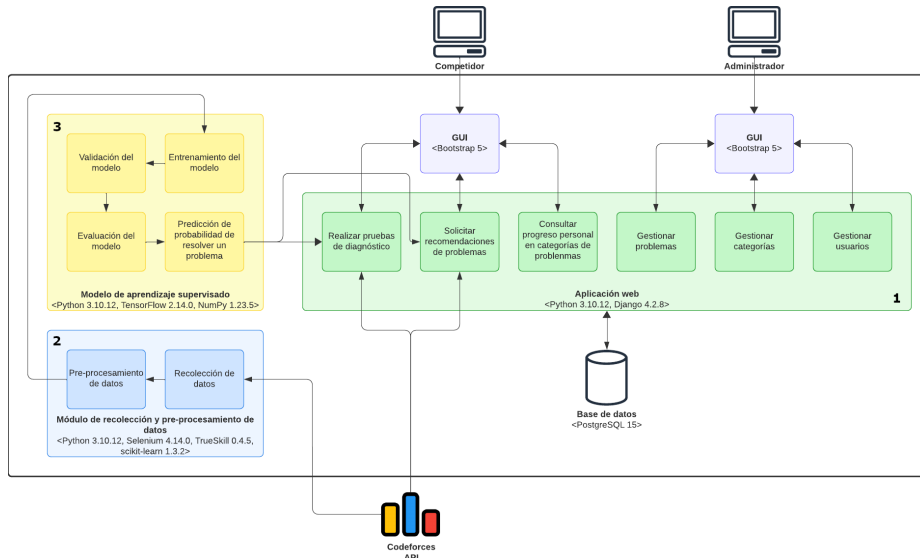 Competidor
Administrador
3
Validación del
modelo
Entrenamiento del
modelo
Evaluación del
modelo
Predicción de
probabilidad de
resolver un
problema
Modelo de aprendizaje supervisado
<Python 3.10.12, TensorFlow 2.14.0, NumPy 1.23.5>
GUI
<Bootstrap 5>
GUI
<Bootstrap 5>
Realizar pruebas
de diagnóstico
Solicitar
recomendaciones
de problemas
Consultar
progreso personal
en categorías de
problenmas
Gestionar
problemas
Gestionar
categorías
Gestionar
usuarios
Aplicación web
<Python 3.10.12, Django 4.2.8>
1
2
Pre-procesamiento
de datos
Recolección de
datos
Módulo de recolección y pre-procesamiento de
datos
<Python 3.10.12, Selenium 4.14.0, TrueSkill 0.4.5,
scikit-learn 1.3.2>
Base de datos
<PostgreSQL 15>
Codeforces
API